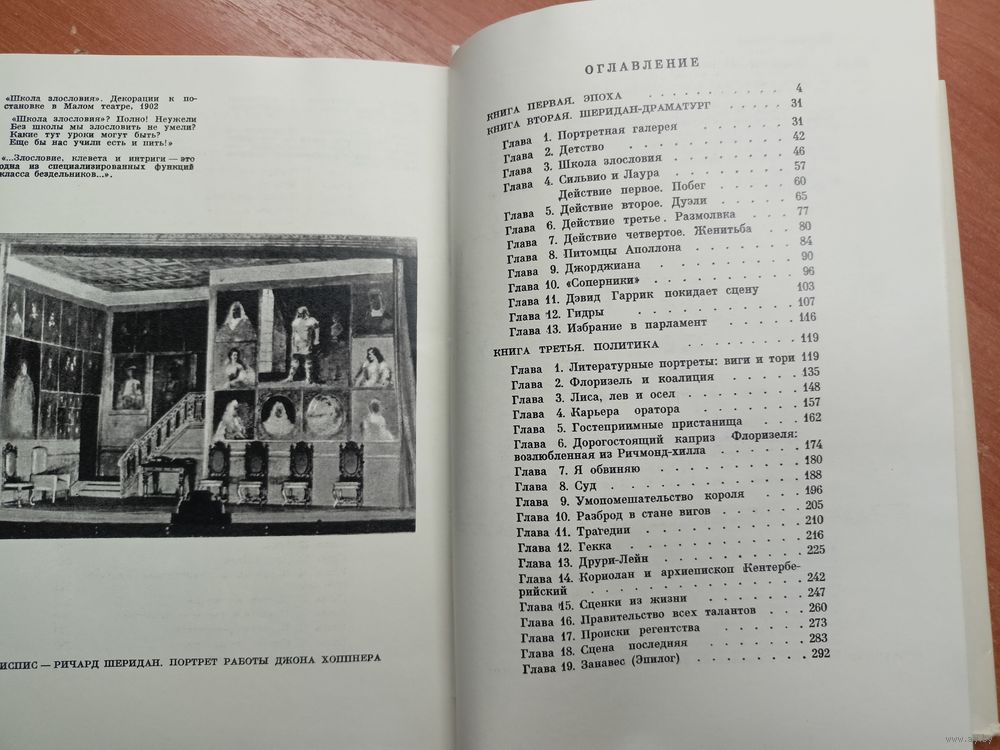 «Школа злословия». Декорации к по-
становке в Малом театре, 1902
«Школа злословия»? Полно! Неужели
Без школы мы злословить не умели?
Какие тут уроки могут быть?
Еще бы нас учили есть и пить!»
«...Злословие, клевета и интриги — это
одна из специализированных функций
класса бездельников...».
ИСПИС — РИЧАРД ШЕРИДАН. ПОРТРЕТ РАБОТЫ ДЖОНА ХОППНЕРА
ОГЛАВЛЕНИЕ
КНИГА ПЕРВАЯ. ЭПОХА . . . . . . . 4
КНИГА ВТОРАЯ. ШЕРИДАН-ДРАМАТУРГ . . . . . 31
Глава 1. Портретная галерея . . . . . . 31
Глава 2. Детство . . . . . . . . 42
Глава 3. Школа злословия . . . . . . . 46
Глава 4. Сильвио и Лаура . . . . . . . 57
Действие первое. Побег . . . . . 60
Глава 5. Действие второе. Дуэли . . . . . 65
Глава 6. Действие третье. Размолвка . . . . 77
Глава 7. Действие четвертое. Женитьба . . . 80
Глава 8. Питомцы Аполлона . . . . . . 84
Глава 9. Джорджиана . . . . . . . 90
Глава 10. «Соперники» . . . . . . . 96
Глава 11. Дэвид Гаррик покидает сцену . . . 103
Глава 12. Гидры . . . . . . . . 107
Глава 13. Избрание в парламент . . . . . 116
КНИГА ТРЕТЬЯ. ПОЛИТИКА . . . . . . 119
Глава 1. Литературные портреты: виги и тори 119
Глава 2. Флоризель и коалиция . . . . . 135
Глава 3. Лиса, лев и осел . . . . . . 148
Глава 4. Карьера оратора . . . . . . 157
Глава 5. Гостеприимные пристанища . . . . 162
Глава 6. Дорогостоящий каприз Флоризеля:
возлюбленная из Ричмонд-хилла . . . . . 174
Глава 7. Я обвиняю . . . . . . . 180
Глава 8. Суд . . . . . . . . . 188
Глава 9. Умопомешательство короля . . . . 196
Глава 10. Разброд в стане вигов . . . . . 205
Глава 11. Трагедии . . . . . . . . 210
Глава 12. Гекка . . . . . . . . 216
Глава 13. Друри-Лейн . . . . . . . 225
Глава 14. Кориолан и архиепископ Кентербе-
рийский . . . . . . . . . . 242
Глава 15. Сценки из жизни . . . . . . 247
Глава 16. Правительство всех талантов . . . 260
Глава 17. Происки регентства . . . . . 273
Глава 18. Сцена последняя . . . . . . 283
Глава 19. Занавес (Эпилог) . . . . . . 292